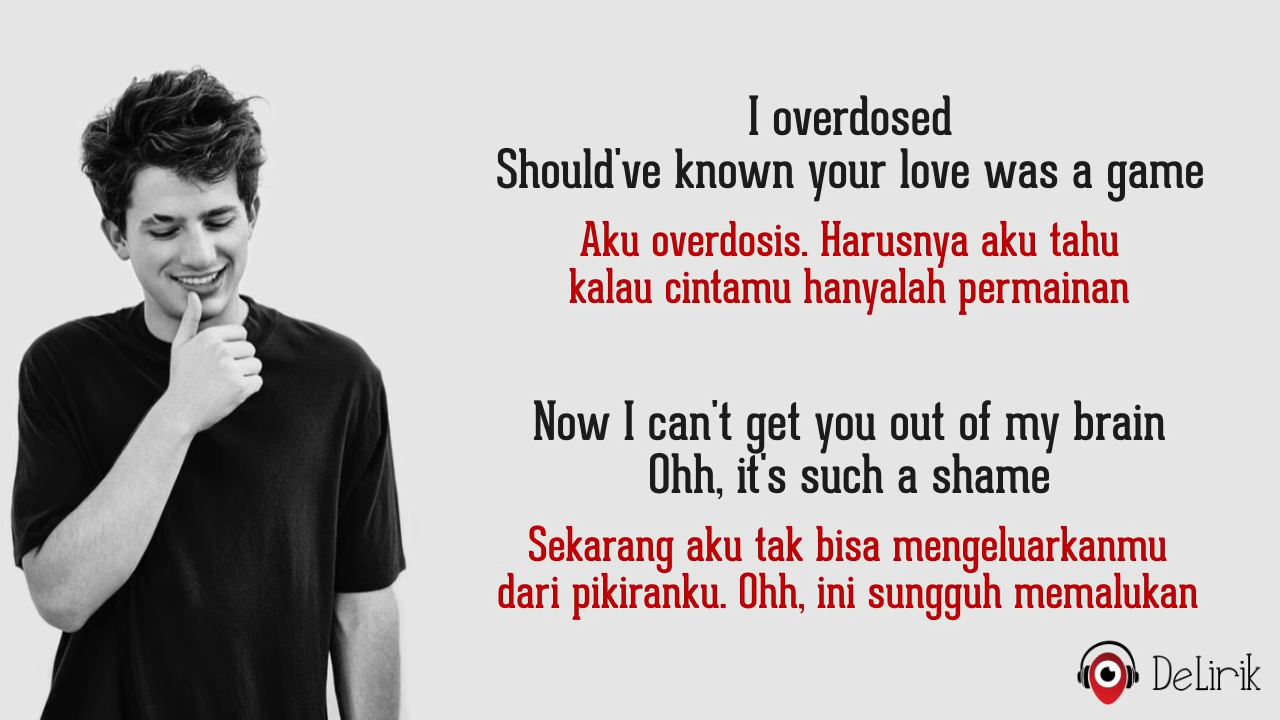 I overdosed
Should've known your love was a game
Aku overdosis. Harusnya aku tahu
kalau cintamu hanyalah permainan
Now I can't get you out of my brain
Ohh, it's such a shame
Sekarang aku tak bisa mengeluarkanmu
dari pikiranku. Ohh, ini sungguh memalukan
DeLirik